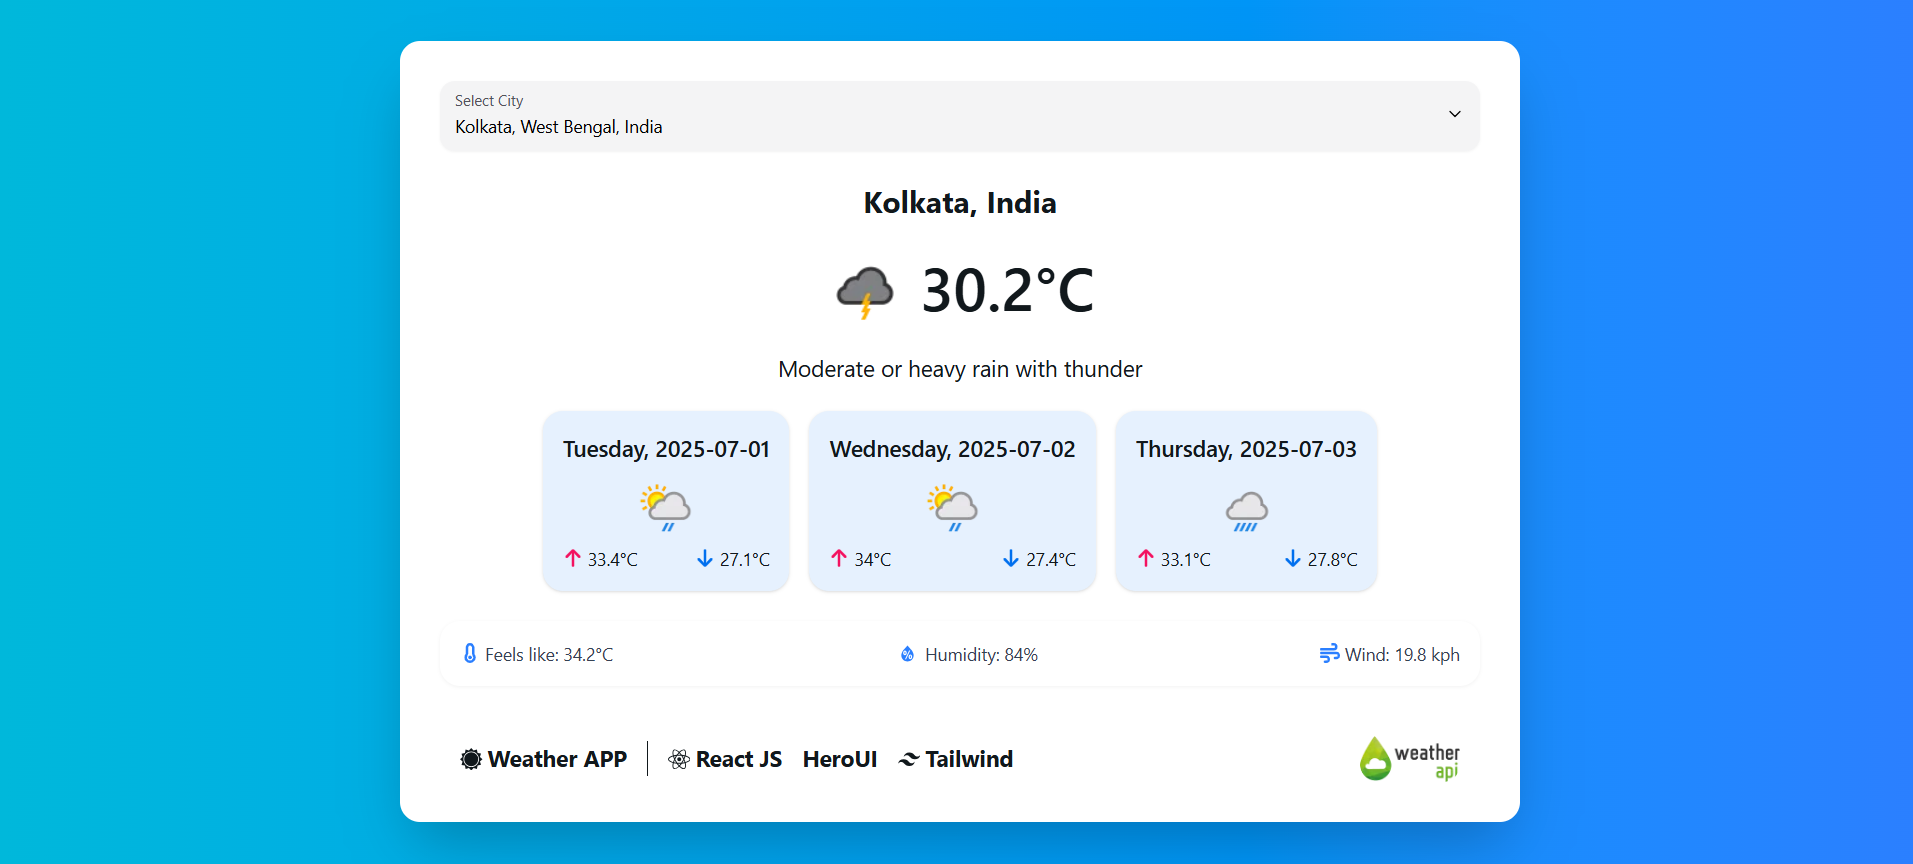 Select City
Kolkata, West Bengal, India
Kolkata, India
30.2°C
Moderate or heavy rain with thunder
Tuesday, 2025-07-01
33.4°C 27.1°C
Wednesday, 2025-07-02
34°C 27.4°C
Thursday, 2025-07-03
33.1°C 27.8°C
Feels like: 34.2°C
Humidity: 84%
Wind: 19.8 kph
Weather APP
React JS
HeroUI
Tailwind
weather
api